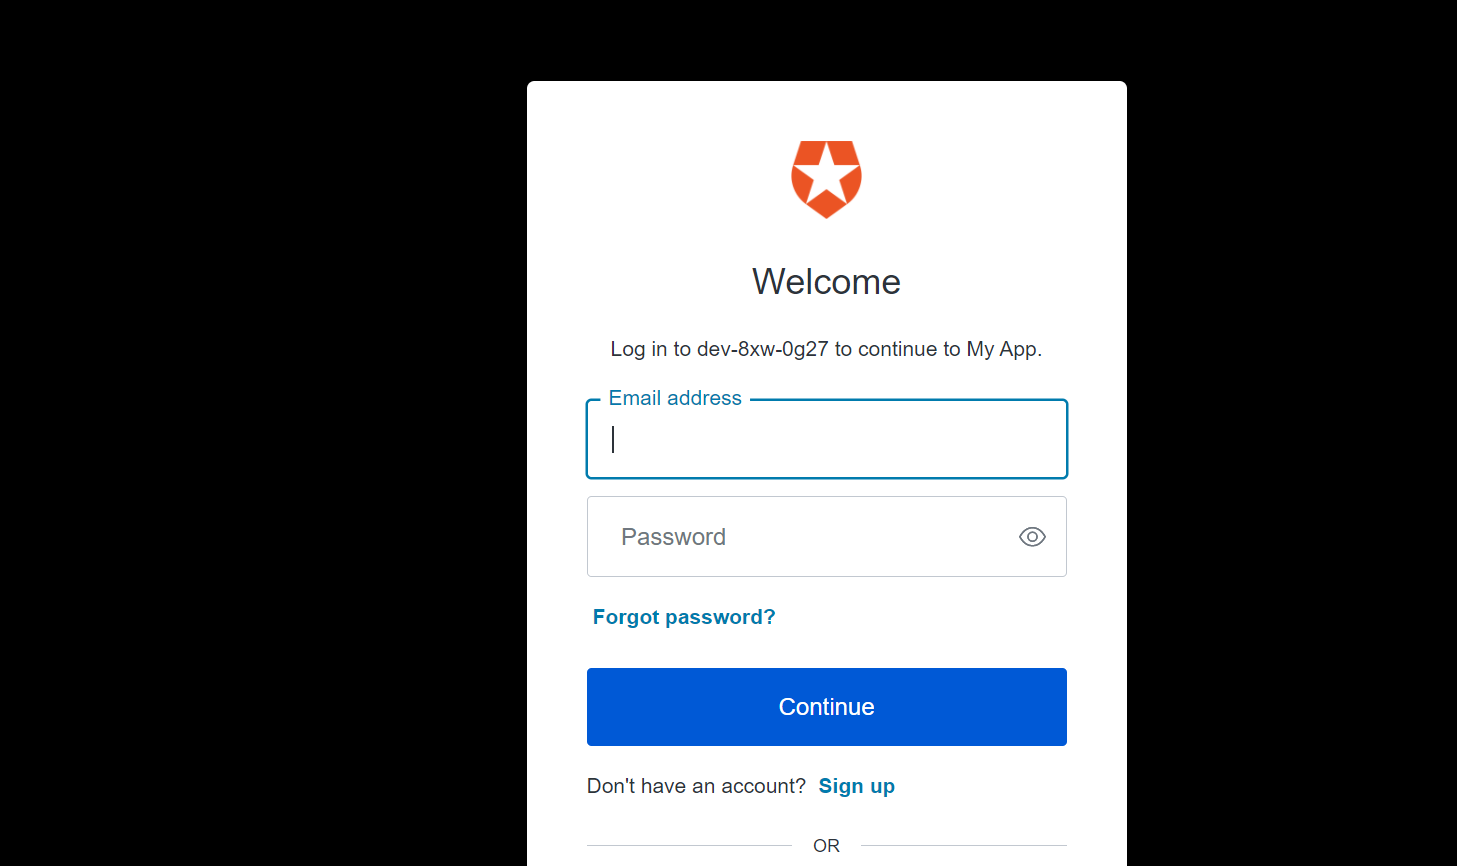 Welcome
Log in to dev-8xw-0g27 to continue to My App.
Email address
Password
Forgot password?
Continue
Don't have an account? Sign up
OR